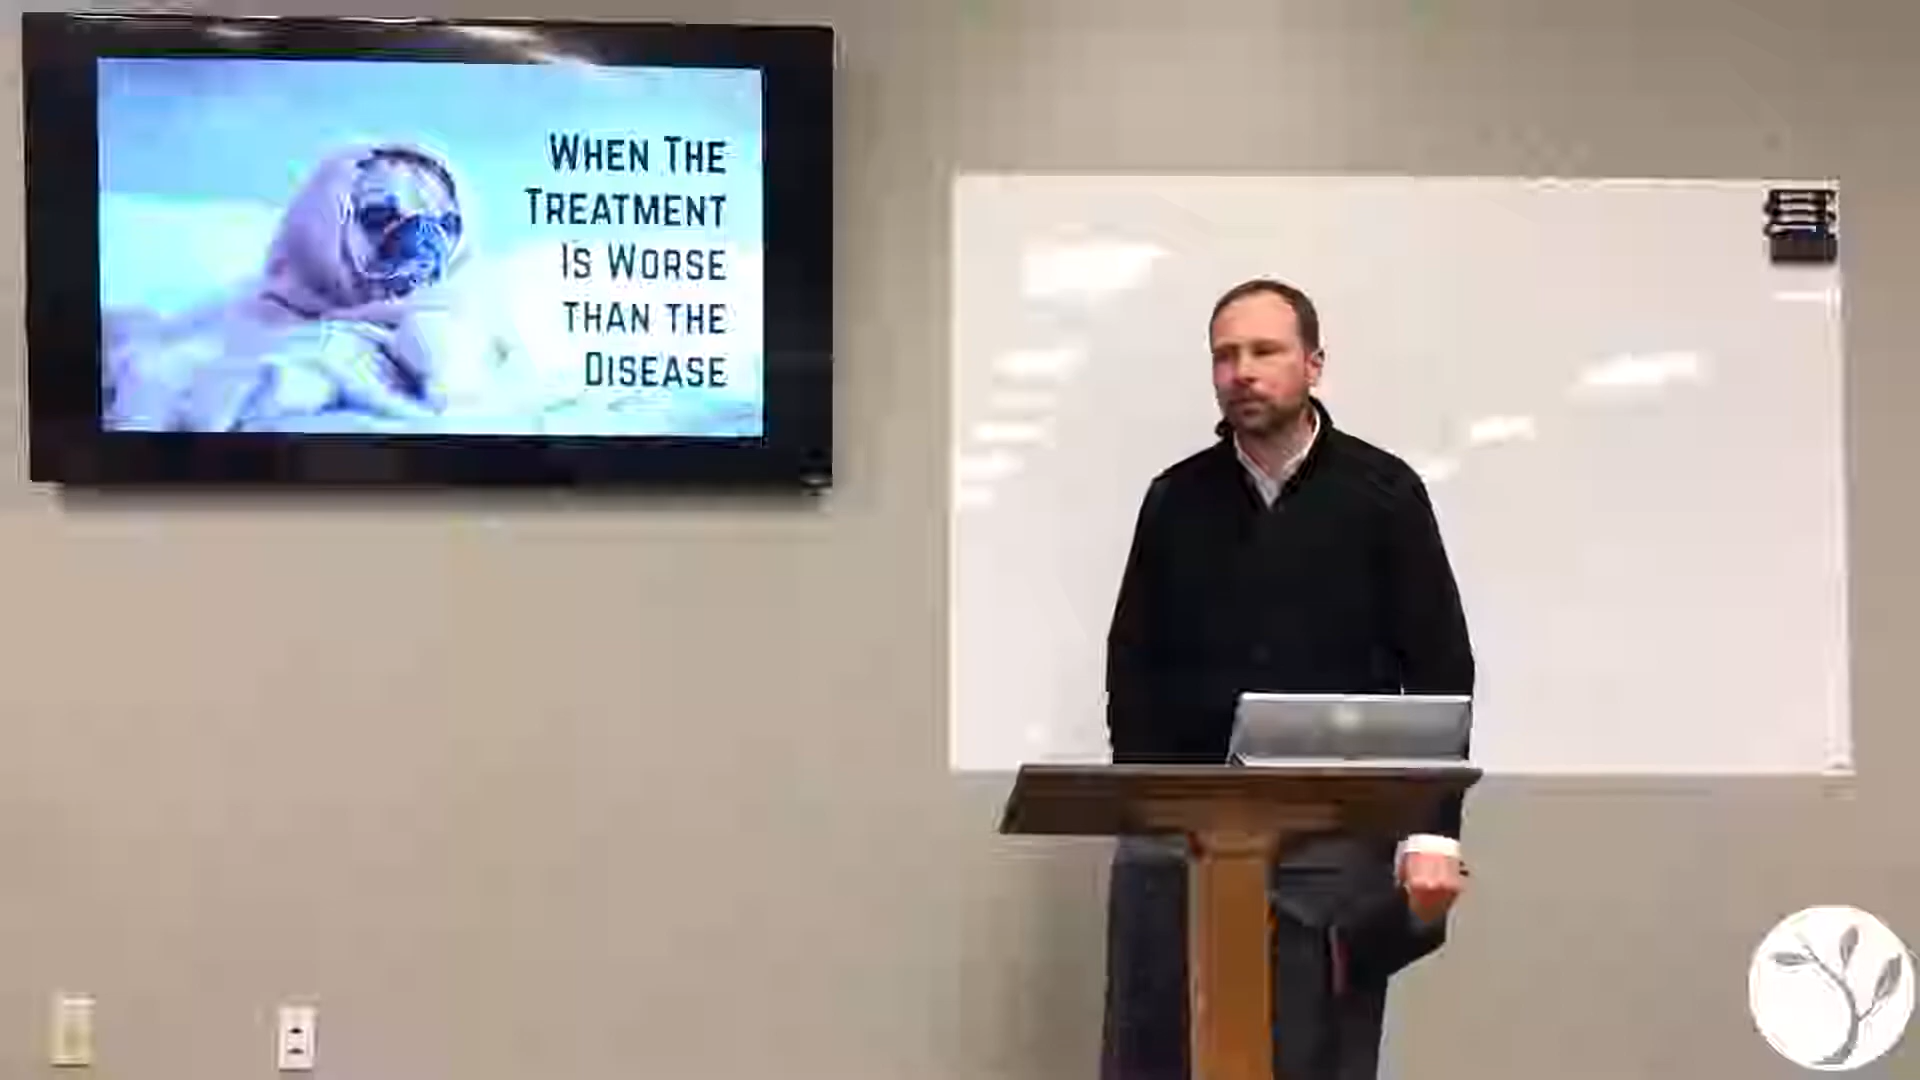 When The
Treatment
Is Worse
than the
Disease